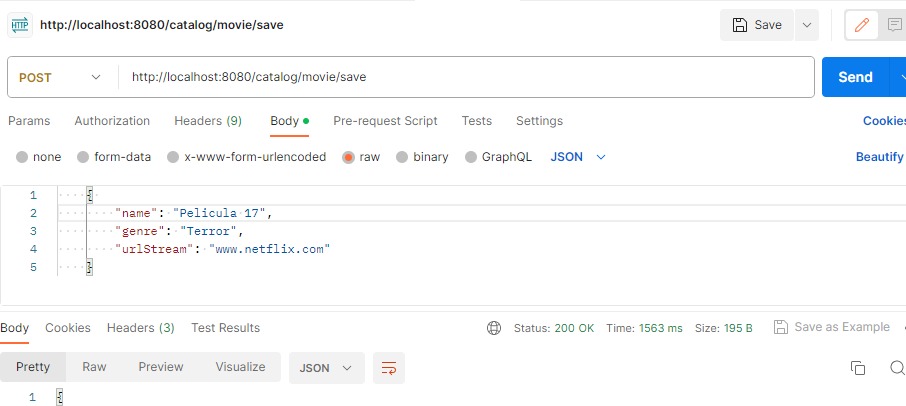 HTTP http://localhost:8080/catalog/movie/save Save
POST http://localhost:8080/catalog/movie/save Send
Params Authorization Headers (9) Body Pre-request Script Tests Settings Cookies
none form-data x-www-form-urlencoded raw binary GraphQL JSON Beautify
1 {
2 "name": "Pelicula 17",
3 "genre": "Terror",
4 "urlStream": "www.netflix.com"
5 }
Body Cookies Headers (3) Test Results Status: 200 OK Time: 1563 ms Size: 195 B Save as Example
Pretty Raw Preview Visualize JSON
1 {